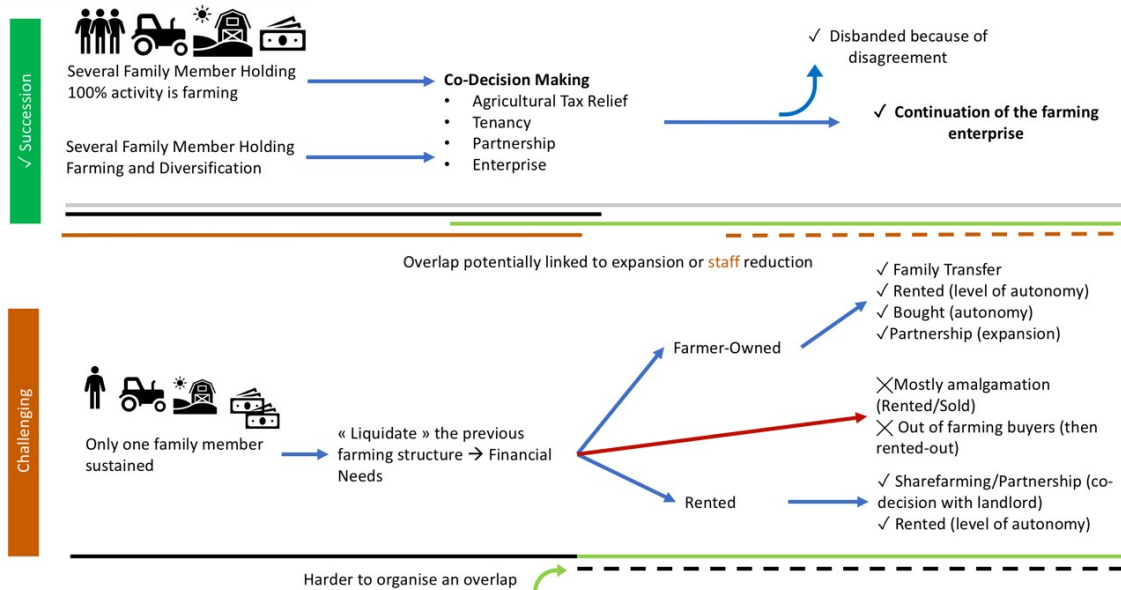 √ Succession
Several Family Member Holding
100% activity is farming
Several Family Member Holding
Farming and Diversification
Co-Decision Making
• Agricultural Tax Relief
• Tenancy
• Partnership
• Enterprise
✓ Disbanded because of
disagreement
✓ Continuation of the farming
enterprise
Overlap potentially linked to expansion or staff reduction
Challenging
Only one family member
sustained
« Liquidate » the previous
farming structure → Financial
Needs
Farmer-Owned
Rented
✓ Family Transfer
✓ Rented (level of autonomy)
✓ Bought (autonomy)
✓Partnership (expansion)
╳Mostly amalgamation
(Rented/Sold)
╳ Out of farming buyers (then
rented-out)
✓ Sharefarming/Partnership (co-
decision with landlord)
✓ Rented (level of autonomy)
Harder to organise an overlap